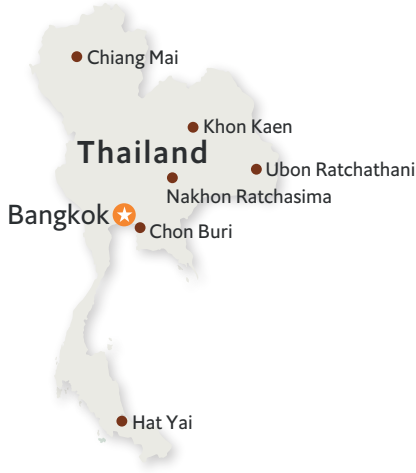 Chiang Mai
Khon Kaen
Thailand
Ubon Ratchathani
Nakhon Ratchasima
Bangkok
Chon Buri
Hat Yai